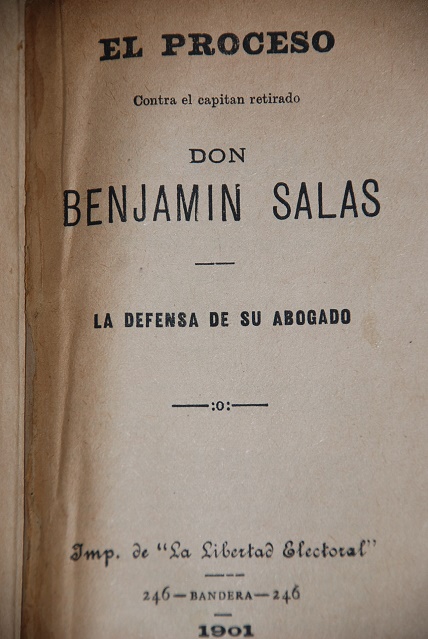 EL PROCESO
Contra el capitan retirado
DON
BENJAMIN SALAS
LA DEFENSA DE SU ABOGADO
:o:
Imp. de "La Libertad Electoral"
246—BANDERA—246
1901